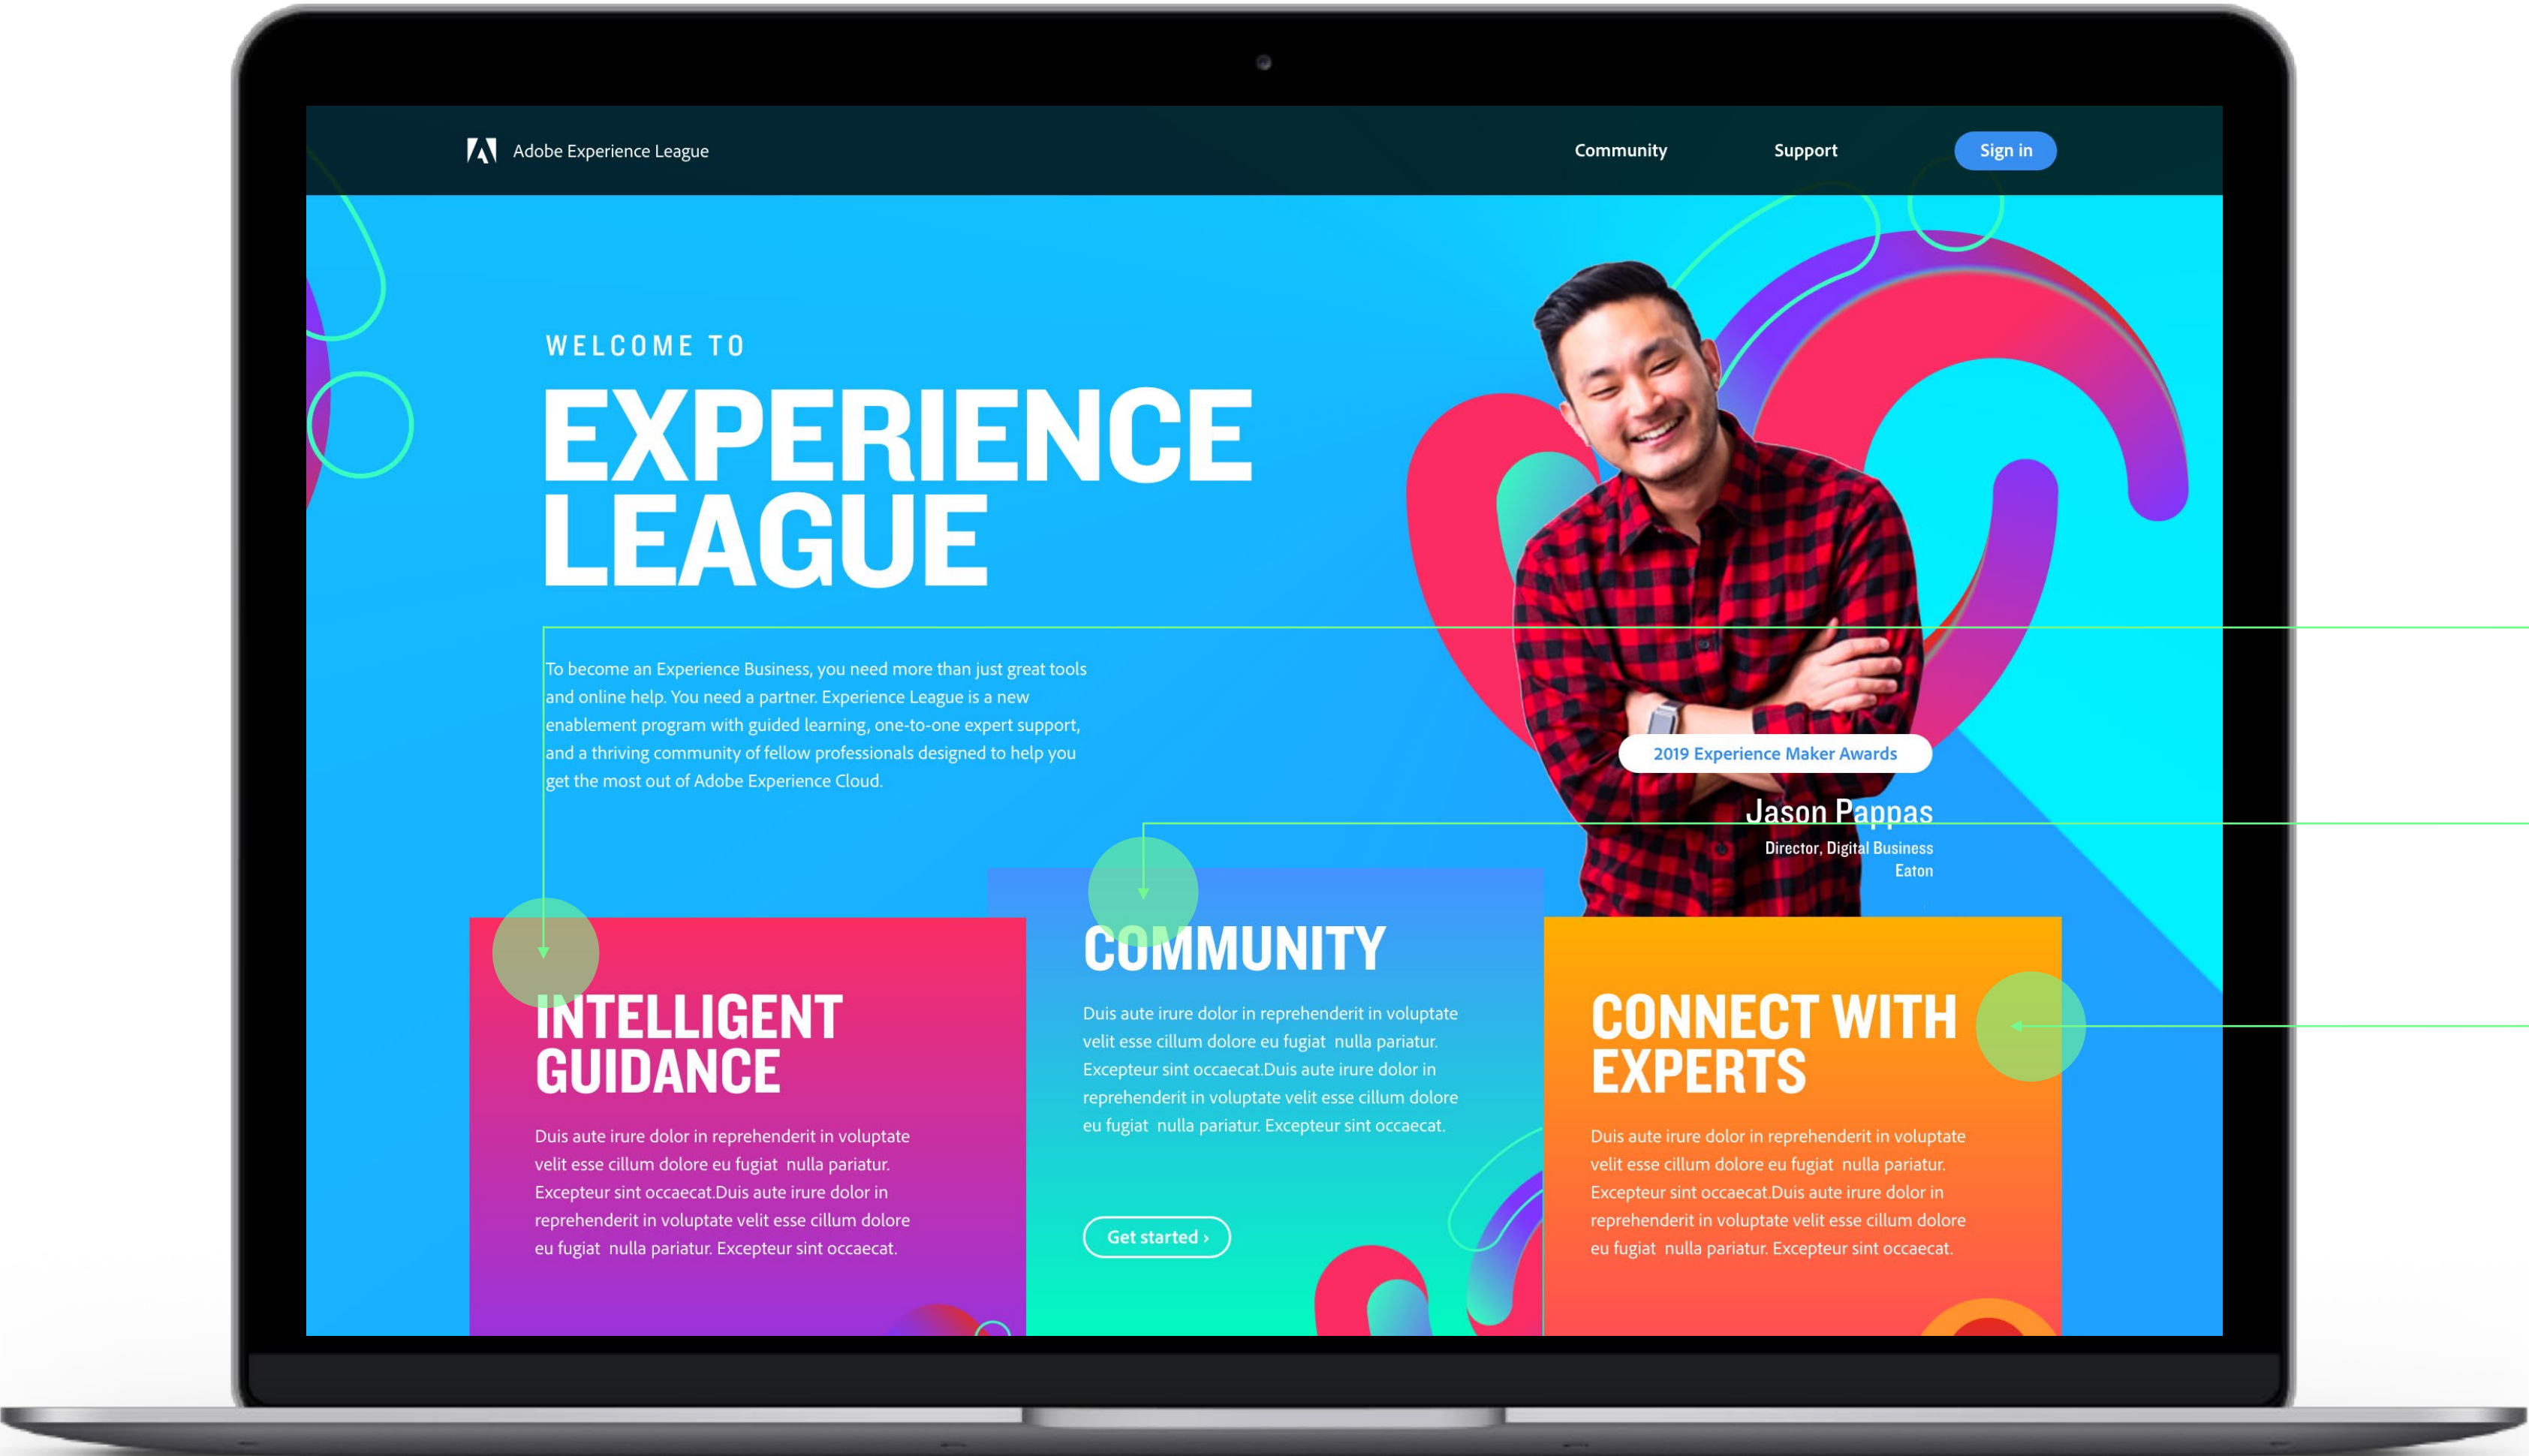 Adobe Experience League
Community
Support
Sign in
WELCOME TO
EXPERIENCE
LEAGUE
To become an Experience Business, you need more than just great tools
and online help. You need a partner. Experience League is a new
enablement program with guided learning, one-to-one expert support,
and a thriving community of fellow professionals designed to help you
get the most out of Adobe Experience Cloud.
2019 Experience Maker Awards
Jason Pappas
Director, Digital Business
Eaton
INTELLIGENT
GUIDANCE
Duis aute irure dolor in reprehenderit in voluptate
velit esse cillum dolore eu fugiat  nulla pariatur.
Excepteur sint occaecat.Duis aute irure dolor in
reprehenderit in voluptate velit esse cillum dolore
eu fugiat  nulla pariatur. Excepteur sint occaecat.
COMMUNITY
Duis aute irure dolor in reprehenderit in voluptate
velit esse cillum dolore eu fugiat  nulla pariatur.
Excepteur sint occaecat.Duis aute irure dolor in
reprehenderit in voluptate velit esse cillum dolore
eu fugiat  nulla pariatur. Excepteur sint occaecat.
Get started ›
CONNECT WITH
EXPERTS
Duis aute irure dolor in reprehenderit in voluptate
velit esse cillum dolore eu fugiat  nulla pariatur.
Excepteur sint occaecat.Duis aute irure dolor in
reprehenderit in voluptate velit esse cillum dolore
eu fugiat  nulla pariatur. Excepteur sint occaecat.